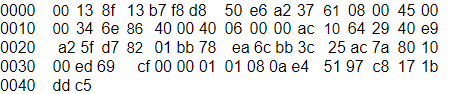 0000 00 13 8f 13 b7 f8 d8 50 e6 a2 37 61 08 00 45 00
0010 00 34 6e 86 40 00 40 06 00 00 ac 10 64 29 40 e9
0020 a2 5f d7 82 01 bb 78 ea 6c bb 3c 25 ac 7a 80 10
0030 00 ed 69 cf 00 00 01 01 08 0a e4 51 97 c8 17 1b
0040 dd c5